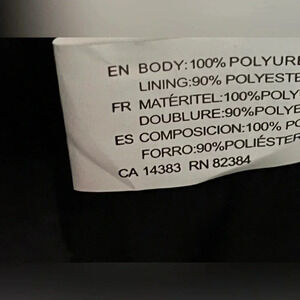 EN BODY:100% POLYURE
LINING:90% POLYESTE
FR MATÉRITEL:100%POLY
DOUBLURE:90%POLYE
ES COMPOSICION:100% PO
FORRO:90%POLIÉSTER
CA 14383 RN 82384